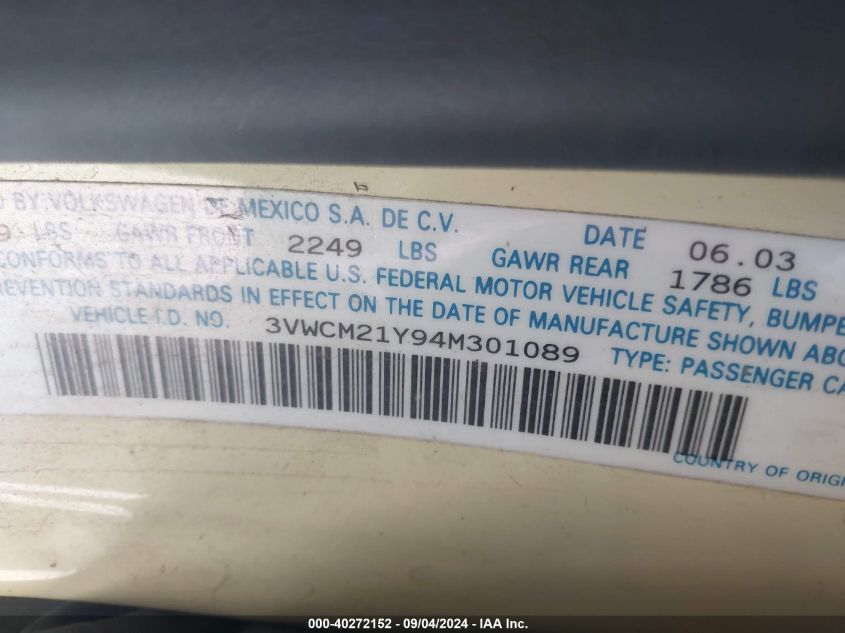 D BY VOLKSWAGEN DE MEXICO S.A. DE C.V. DATE 06.03
9 LBS GAWR FRONT 2249 LBS GAWR REAR 1786 LBS
CONFORMS TO ALL APPLICABLE U.S. FEDERAL MOTOR VEHICLE SAFETY, BUMPE
REVENTION STANDARDS IN EFFECT ON THE DATE OF MANUFACTURE SHOWN ABO
VEHICLE I.D. NO. 3VWCM21Y94M301089 TYPE: PASSENGER CA
COUNTRY OF ORIGI
000-40272152 - 09/04/2024 - IAA Inc.